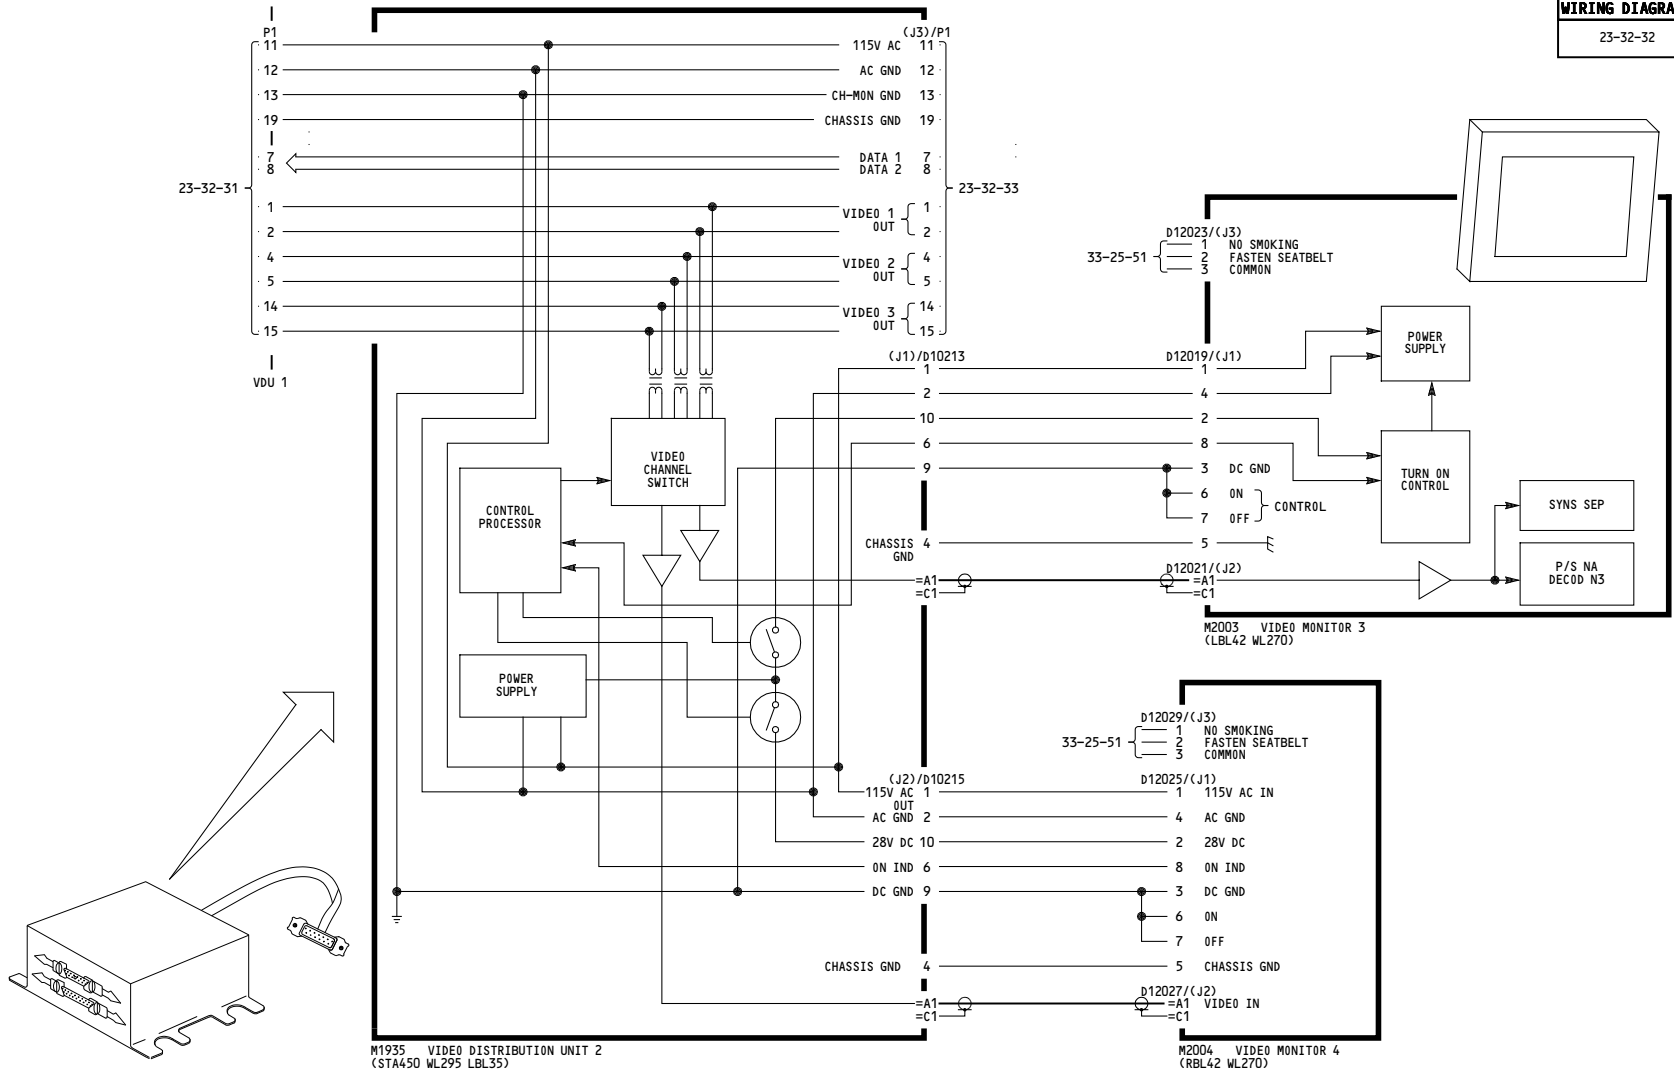 WIRING DIAGRA
23-32-32
P1
11
12
13
19
7
8
1
2
4
5
14
15
23-32-31
VDU 1
(J3)/P1
115V AC 11
AC GND 12
CH-MON GND 13
CHASSIS GND 19
DATA 1 7
DATA 2 8
VIDEO 1 OUT
1
2
VIDEO 2 OUT
4
5
VIDEO 3 OUT
14
15
23-32-33
VIDEO
CHANNEL
SWITCH
CONTROL
PROCESSOR
POWER
SUPPLY
(J1)/D10213
1
2
10
6
9
CHASSIS 4
GND
=A1
=C1
(J2)/D10215
115V AC 1
OUT
AC GND 2
28V DC 10
ON IND 6
DC GND 9
CHASSIS GND 4
=A1
=C1
M1935 VIDEO DISTRIBUTION UNIT 2
(STA450 WL295 LBL35)
D12023/(J3)
33-25-51
1 NO SMOKING
2 FASTEN SEATBELT
3 COMMON
D12019/(J1)
1
4
2
8
3 DC GND
6 ON
7 OFF
CONTROL
5
D12021/(J2)
=A1
=C1
POWER
SUPPLY
TURN ON
CONTROL
SYNS SEP
P/S NA
DECOD N3
M2003 VIDEO MONITOR 3
(LBL42 WL270)
D12029/(J3)
33-25-51
1 NO SMOKING
2 FASTEN SEATBELT
3 COMMON
D12025/(J1)
1 115V AC IN
4 AC GND
2 28V DC
8 ON IND
3 DC GND
6 ON
7 OFF
5 CHASSIS GND
D12027/(J2)
=A1 VIDEO IN
=C1
M2004 VIDEO MONITOR 4
(RBL42 WL270)